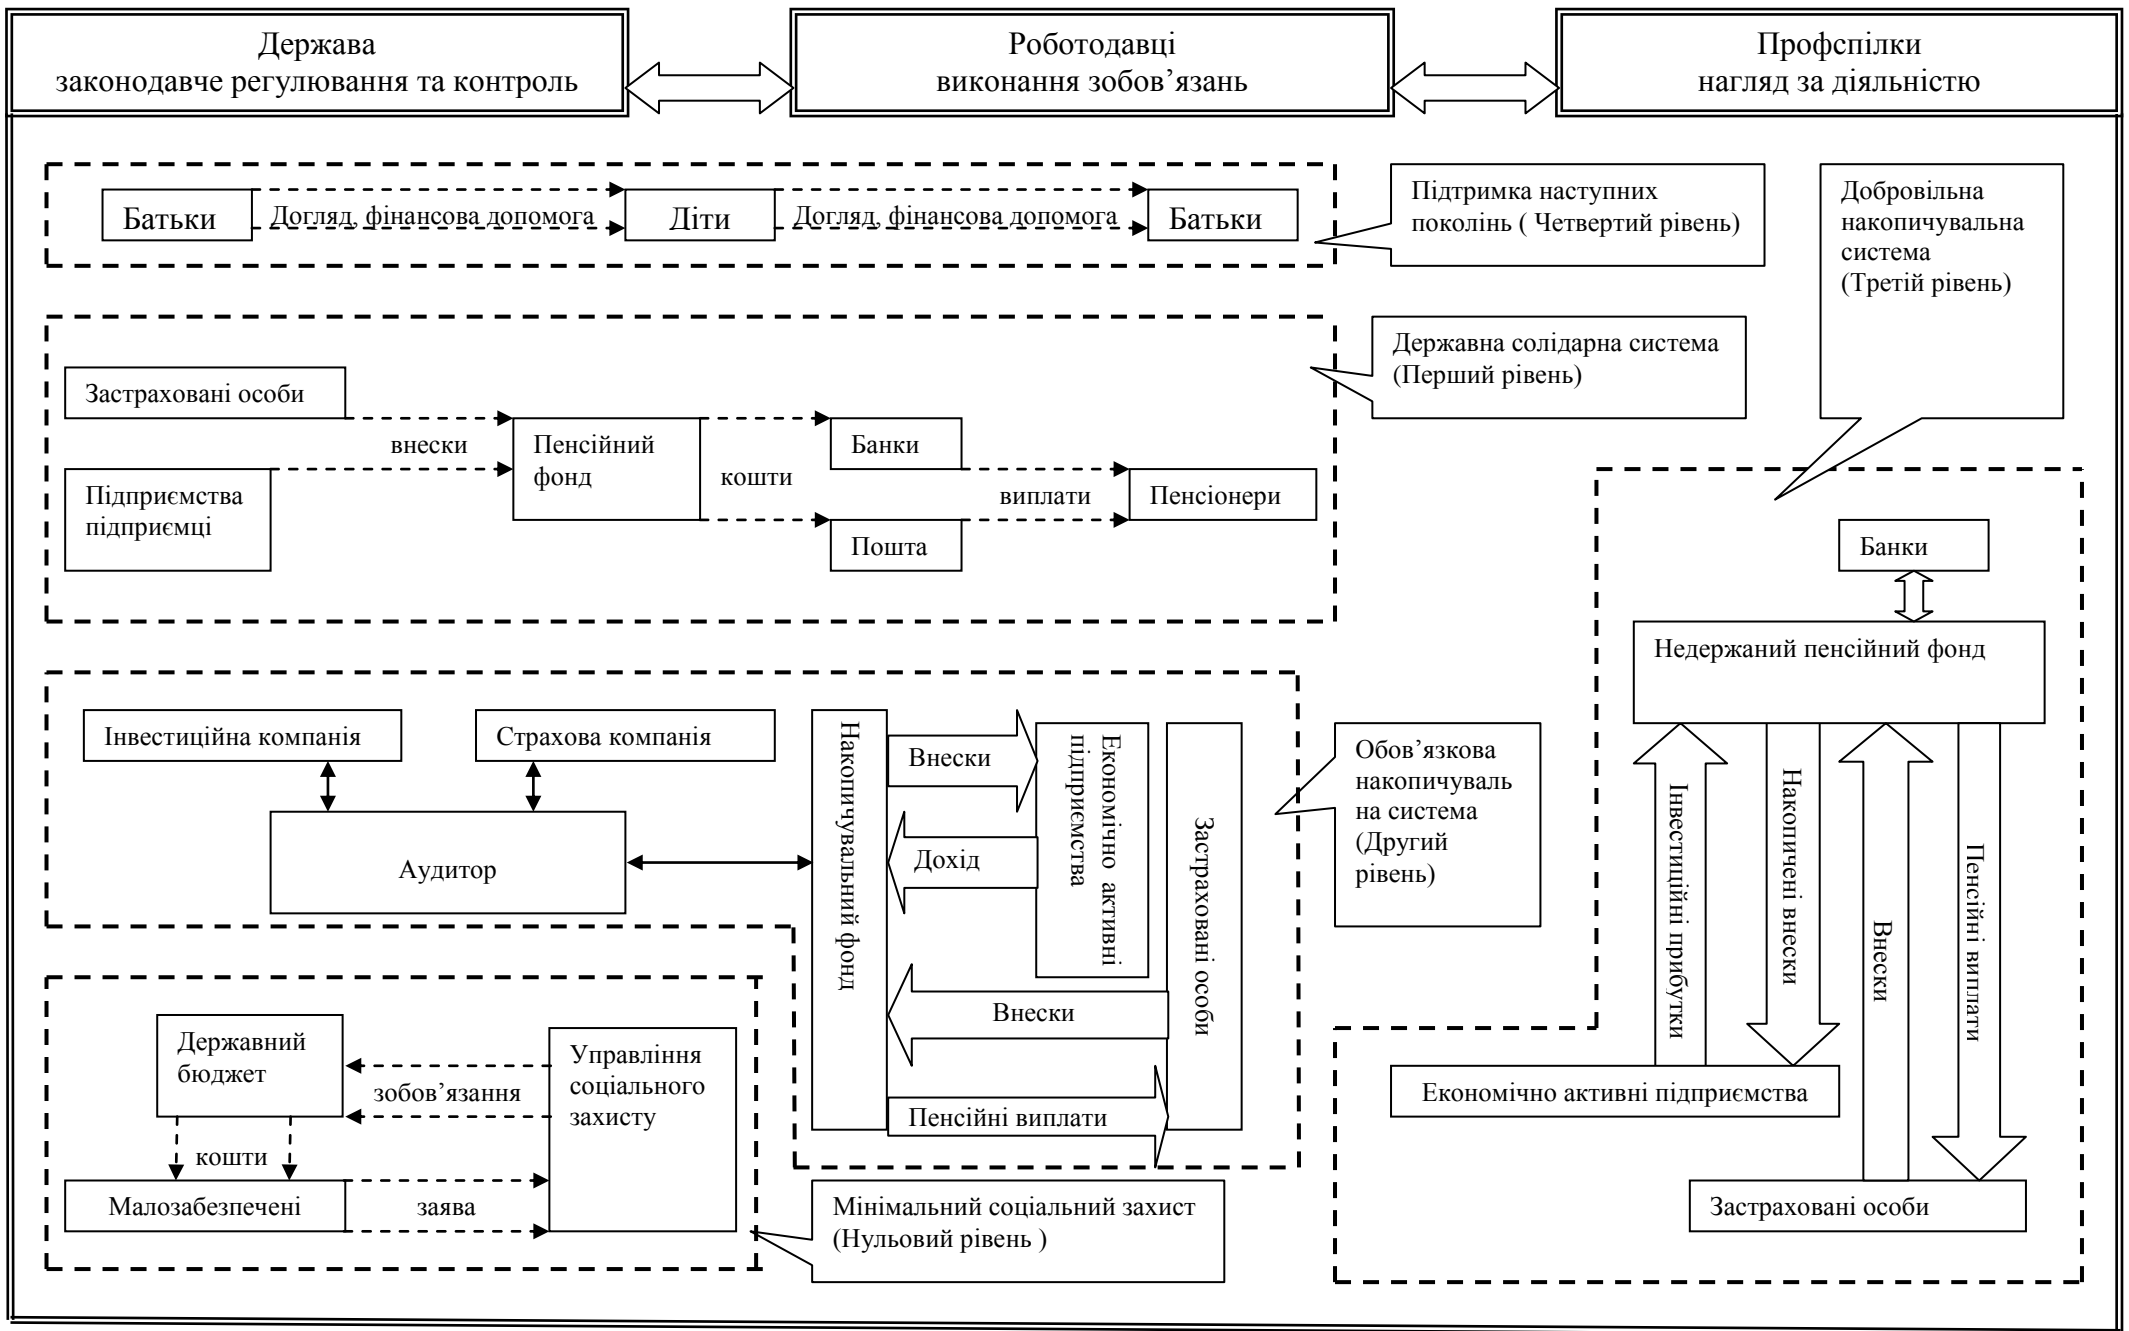 Держава
законодавче регулювання та контроль
Роботодавці
виконання зобов’язань
Профспілки
нагляд за діяльністю
Батьки
Догляд, фінансова допомога
Діти
Догляд, фінансова допомога
Батьки
Підтримка наступних
поколінь ( Четвертий рівень)
Добровільна
накопичувальна
система
(Третій рівень)
Застраховані особи
Підприємства
підприємці
внески
Пенсійний
фонд
кошти
Банки
Пошта
виплати
Пенсіонери
Державна солідарна система
(Перший рівень)
Банки
Недержаний пенсійний фонд
Інвестиційні прибутки
Накопичені внески
Внески
Пенсійні виплати
Економічно активні підприємства
Застраховані особи
Інвестиційна компанія
Страхова компанія
Аудитор
Накопичувальний фонд
Внески
Дохід
Економічно активні
підприємства
Застраховані особи
Внески
Пенсійні виплати
Обов’язкова
накопичуваль
на система
(Другий
рівень)
Державний
бюджет
зобов’язання
Управління
соціального
захисту
кошти
Малозабезпечені
заява
Мінімальний соціальний захист
(Нульовий рівень )